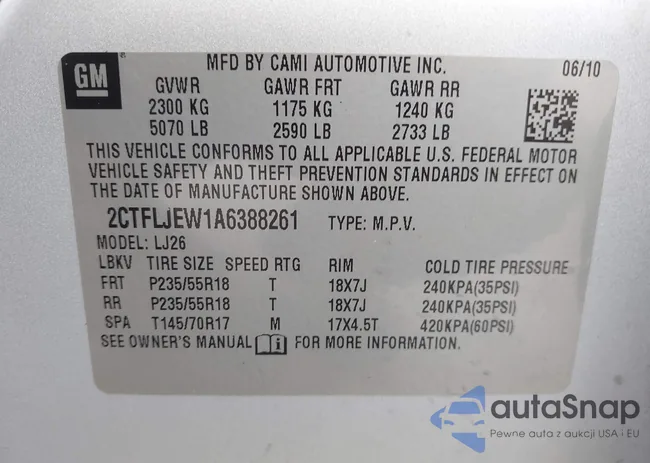 GM
MFD BY CAMI AUTOMOTIVE INC. 06/10
GVWR GAWR FRT GAWR RR
2300 KG 1175 KG 1240 KG
5070 LB 2590 LB 2733 LB
THIS VEHICLE CONFORMS TO ALL APPLICABLE U.S. FEDERAL MOTOR
VEHICLE SAFETY AND THEFT PREVENTION STANDARDS IN EFFECT ON
THE DATE OF MANUFACTURE SHOWN ABOVE.
2CTFLJEW1A6388261 TYPE: M.P.V.
MODEL: LJ26
LBKV TIRE SIZE SPEED RTG RIM COLD TIRE PRESSURE
FRT P235/55R18 T 18X7J 240KPA(35PSI)
RR P235/55R18 T 18X7J 240KPA(35PSI)
SPA T145/70R17 M 17X4.5T 420KPA(60PSI)
SEE OWNER'S MANUAL FOR MORE INFORMATION.
autaSnap
Pewne auta z aukcji USA i EU